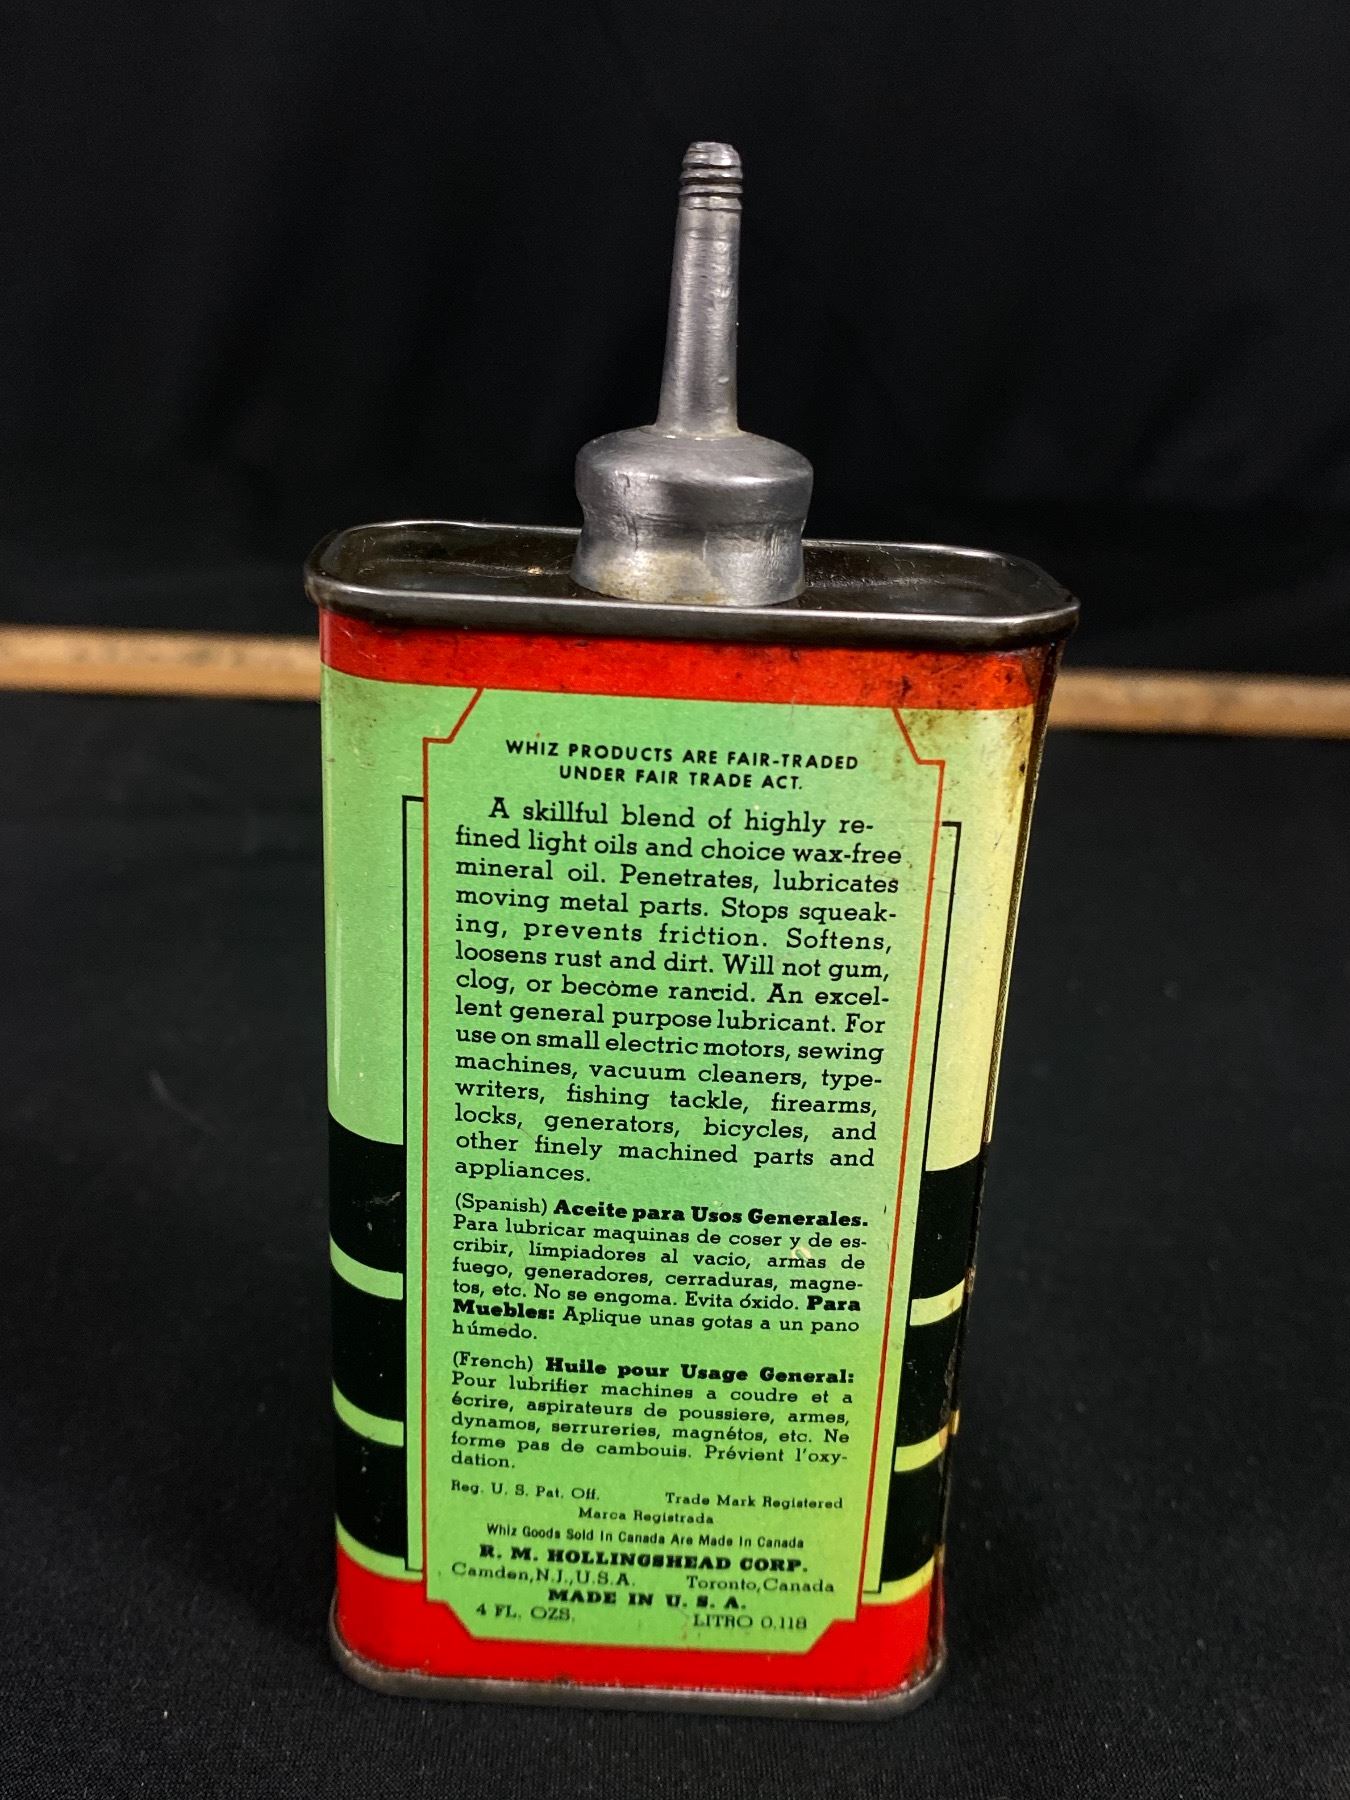 WHIZ PRODUCTS ARE FAIR-TRADED
UNDER FAIR TRADE ACT.
A skillful blend of highly re-
fined light oils and choice wax-free
mineral oil. Penetrates, lubricates
moving metal parts. Stops squeak-
ing, prevents friction. Softens,
loosens rust and dirt. Will not gum,
clog, or become rancid. An excel-
lent general purpose lubricant. For
use on small electric motors, sewing
machines, vacuum cleaners, type-
writers, fishing tackle, firearms,
locks, generators, bicycles, and
other finely machined parts and
appliances.
(Spanish) Aceite para Usos Generales.
Para lubricar maquinas de coser y de es-
cribir, limpiadores al vacio, armas de
fuego, generadores, cerraduras, magne-
tos, etc. No se engoma. Evita óxido. Para
Muebles: Aplique unas gotas a un pano
húmedo.
(French) Huile pour Usage General:
Pour lubrifier machines a coudre et a
écrire, aspirateurs de poussiere, armes,
dynamos, serrureries, magnétos, etc. Ne
forme pas de cambouis. Prévient l'oxy-
dation.
Reg. U. S. Pat. Off. Trade Mark Registered
Marca Registrada
Whiz Goods Sold In Canada Are Made In Canada
R. M. HOLLINGSHEAD CORP.
Camden, N.J., U.S.A. Toronto, Canada
MADE IN U. S. A.
4 FL. OZS. LITRO 0.118